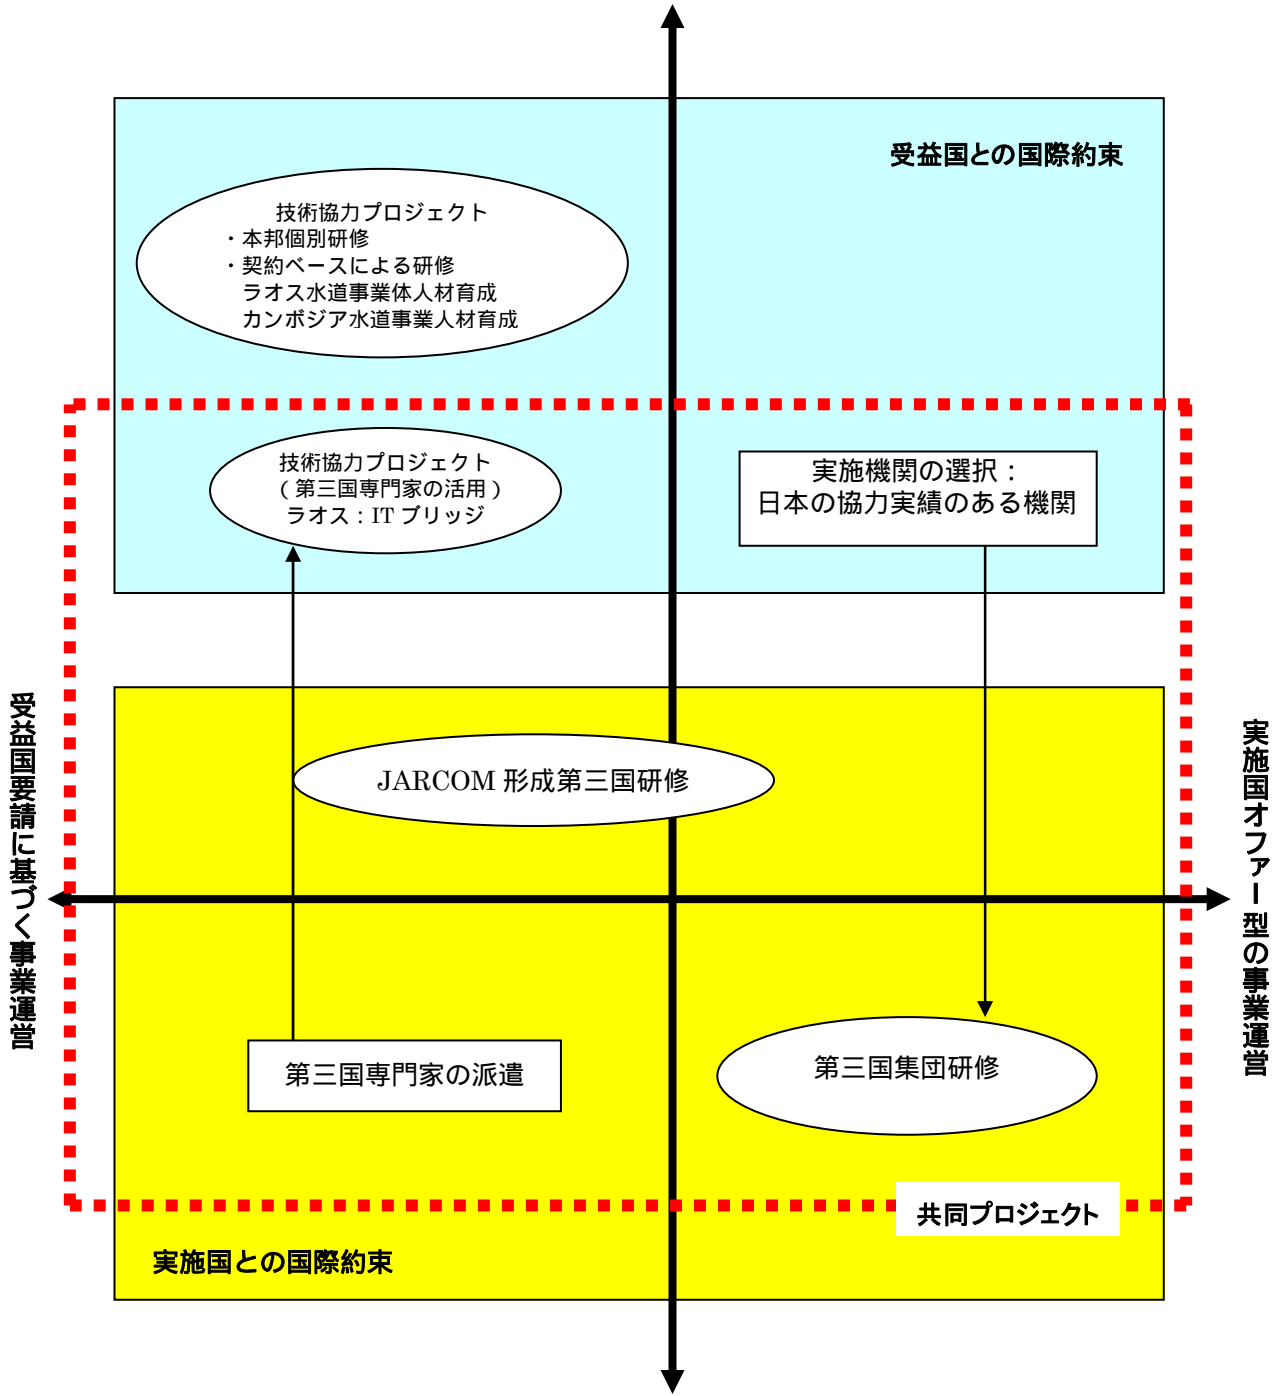 受益国との国際約束
技術協力プロジェクト
・本邦個別研修
・契約ベースによる研修
ラオス水道事業体人材育成
カンボジア水道事業人材育成
技術協力プロジェクト
(第三国専門家の活用)
ラオス:IT ブリッジ
実施機関の選択:
日本の協力実績のある機関
受益国要請に基づく事業運営
JARCOM 形成第三国研修
実施国オファー型の事業運営
第三国専門家の派遣
第三国集団研修
共同プロジェクト
実施国との国際約束